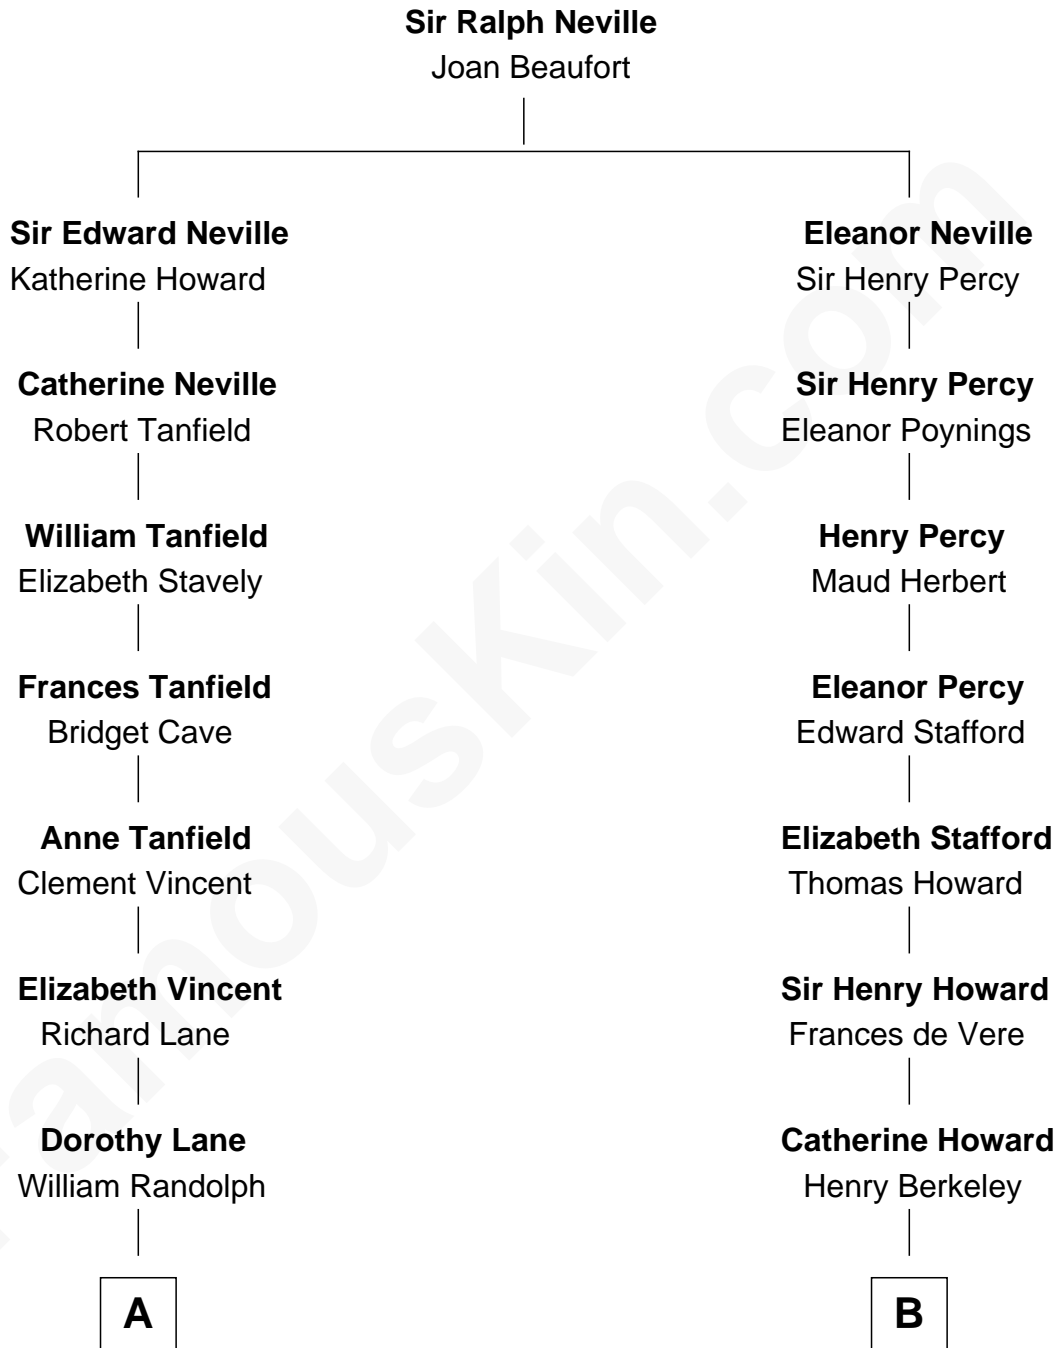 Sir Ralph Neville
Joan Beaufort
Sir Edward Neville
Katherine Howard
Eleanor Neville
Sir Henry Percy
Catherine Neville
Robert Tanfield
Sir Henry Percy
Eleanor Poynings
William Tanfield
Elizabeth Stavely
Henry Percy
Maud Herbert
Frances Tanfield
Bridget Cave
Eleanor Percy
Edward Stafford
Anne Tanfield
Clement Vincent
Elizabeth Stafford
Thomas Howard
Elizabeth Vincent
Richard Lane
Sir Henry Howard
Frances de Vere
Dorothy Lane
William Randolph
Catherine Howard
Henry Berkeley
A
B
FamousKin.com